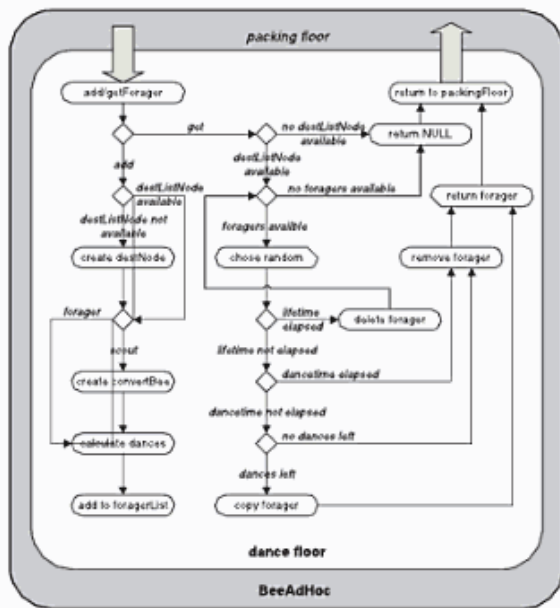 packing floor
add/getForager
return to packingFloor
get
no destListNode
available
return NULL
add
destListNode
available
destListNode
available
no foragers available
return forager
destListNode not
available
foragers availble
create destNode
chose random
remove forager
forager
lifetime
elapsed
delete forager
scout
lifetime not elapsed
create convertBee
dancetime elapsed
dancetime not elapsed
calculate dances
no dances left
dances left
add to foragerList
copy forager
dance floor
BeeAdHoc